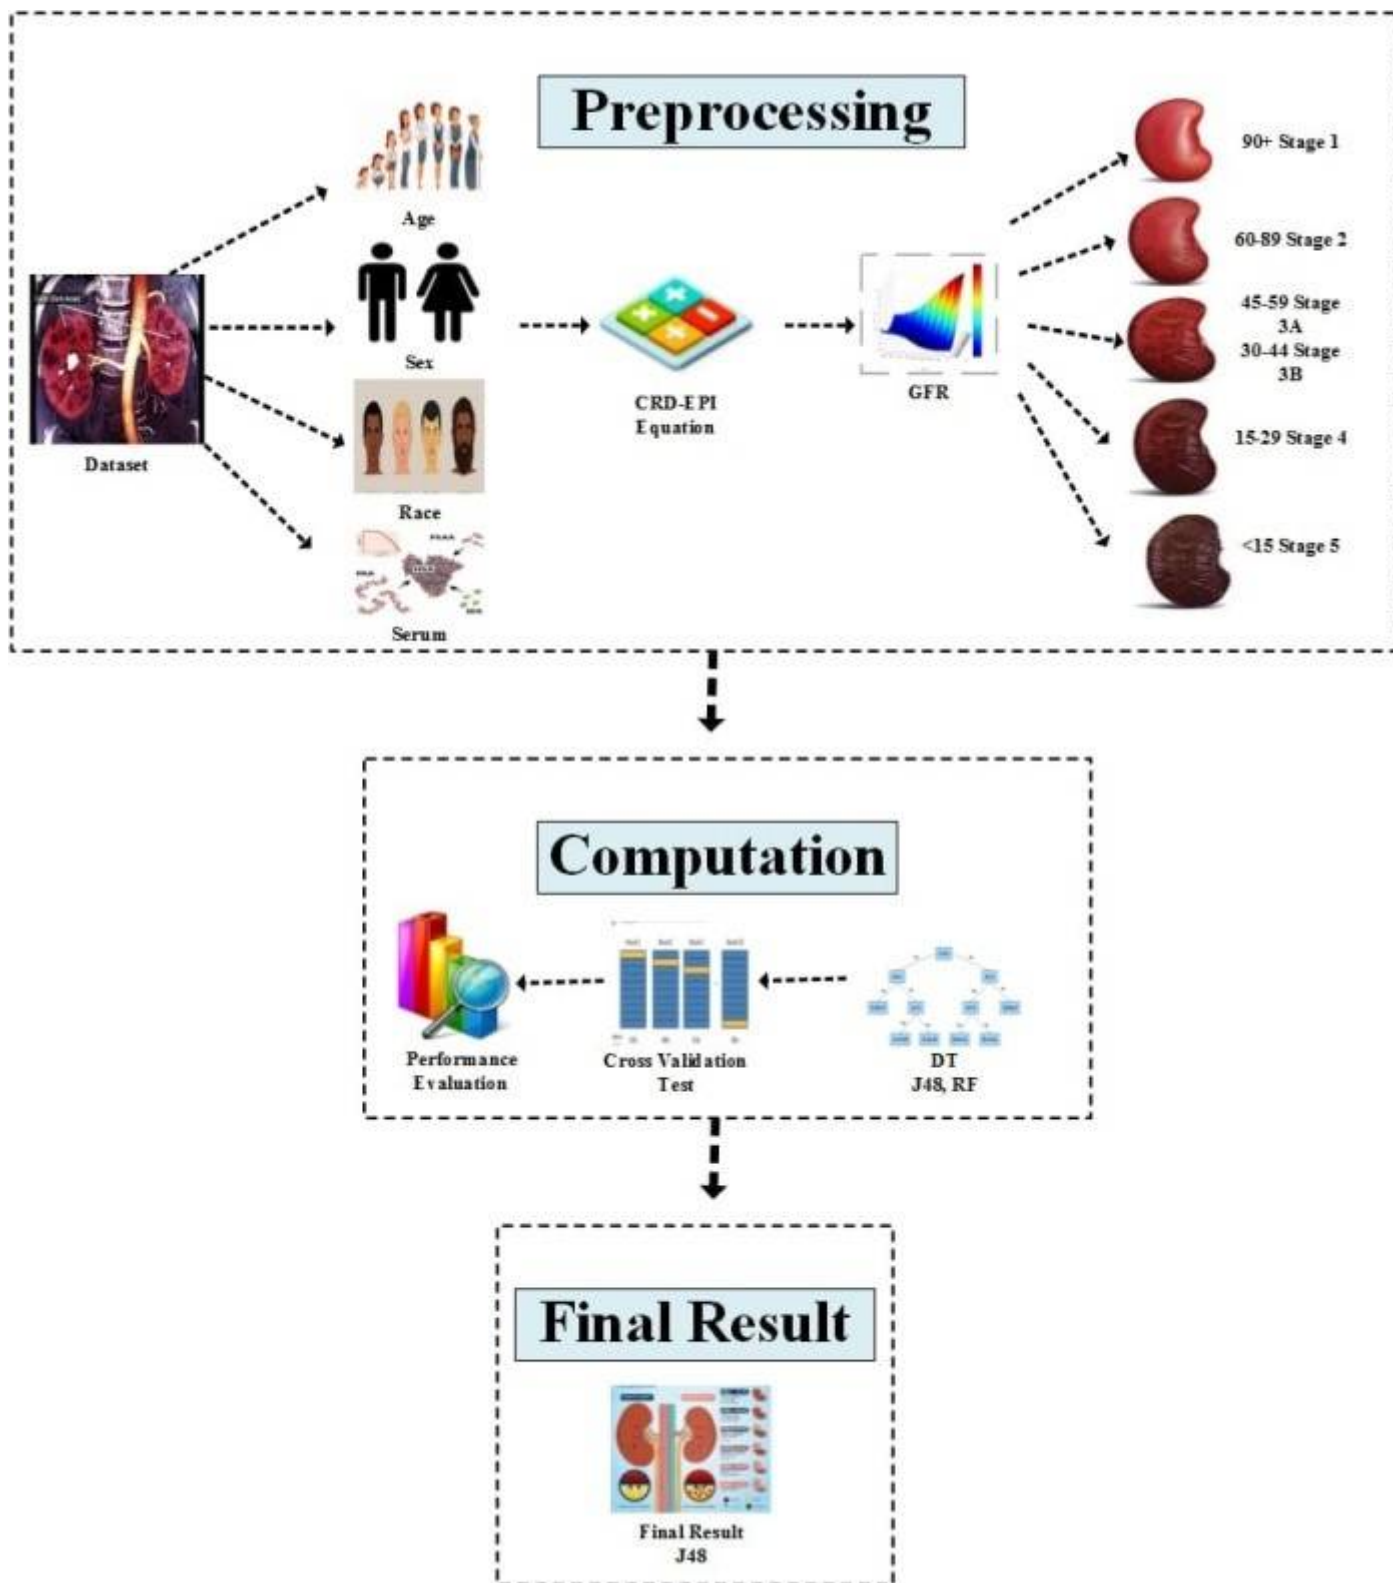 Preprocessing
Age
Sex
Race
Serum
Dataset
CRD-EPI
Equation
GFR
90+ Stage 1
60-89 Stage 2
45-59 Stage
3A
30-44 Stage
3B
15-29 Stage 4
<15 Stage 5
Computation
Performance
Evaluation
Cross Validation
Test
DT
J48, RF
Final Result
Final Result
J48